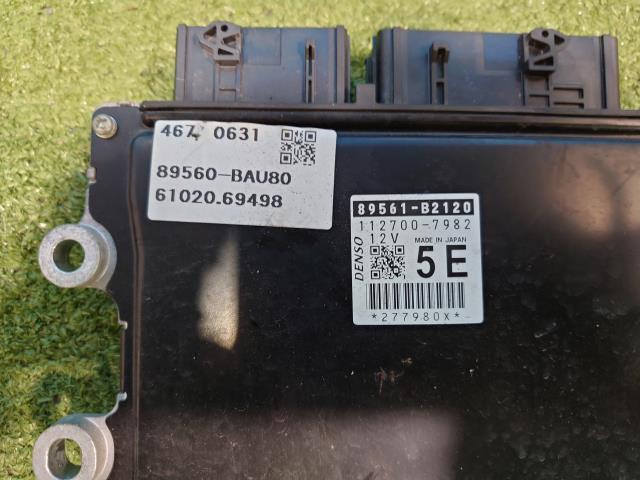 467 0631
89560-BAU80
61020.69498
89561-B2120
112700-7982
12V MADE IN JAPAN
DENSO
5E
*277980X*